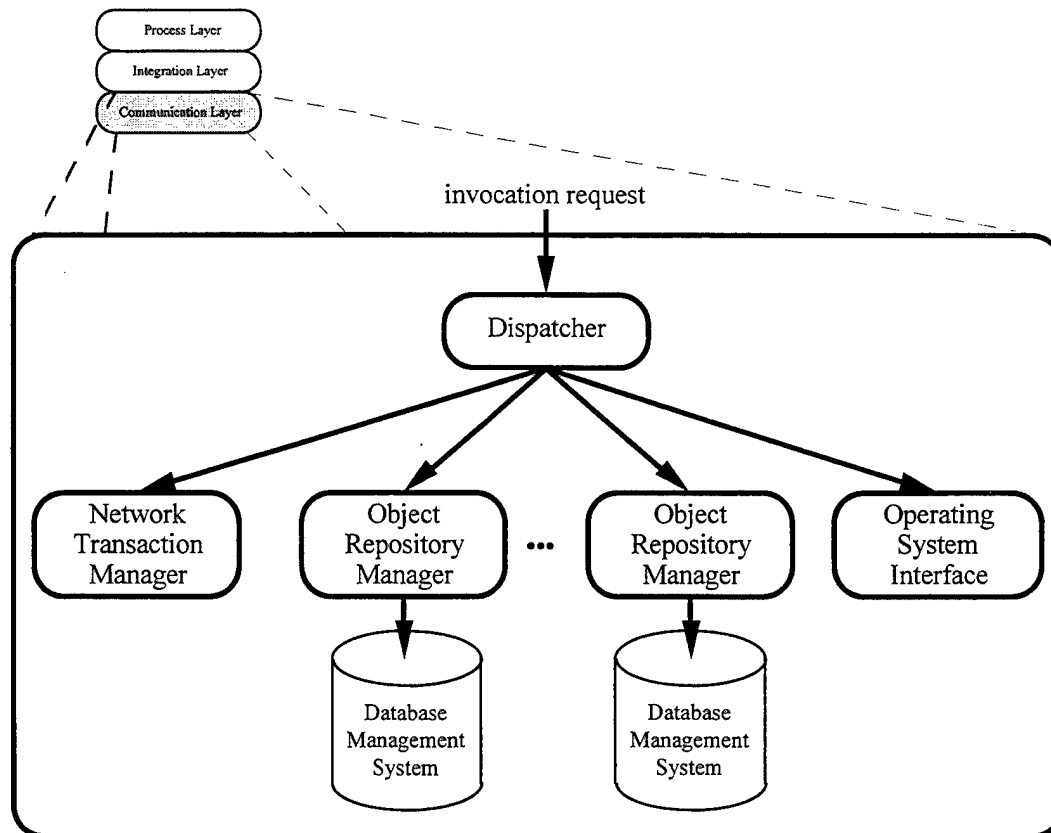 Process Layer
Integration Layer
Communication Layer
invocation request
Dispatcher
Network
Transaction
Manager
Object
Repository
Manager
...
Object
Repository
Manager
Operating
System
Interface
Database
Management
System
Database
Management
System